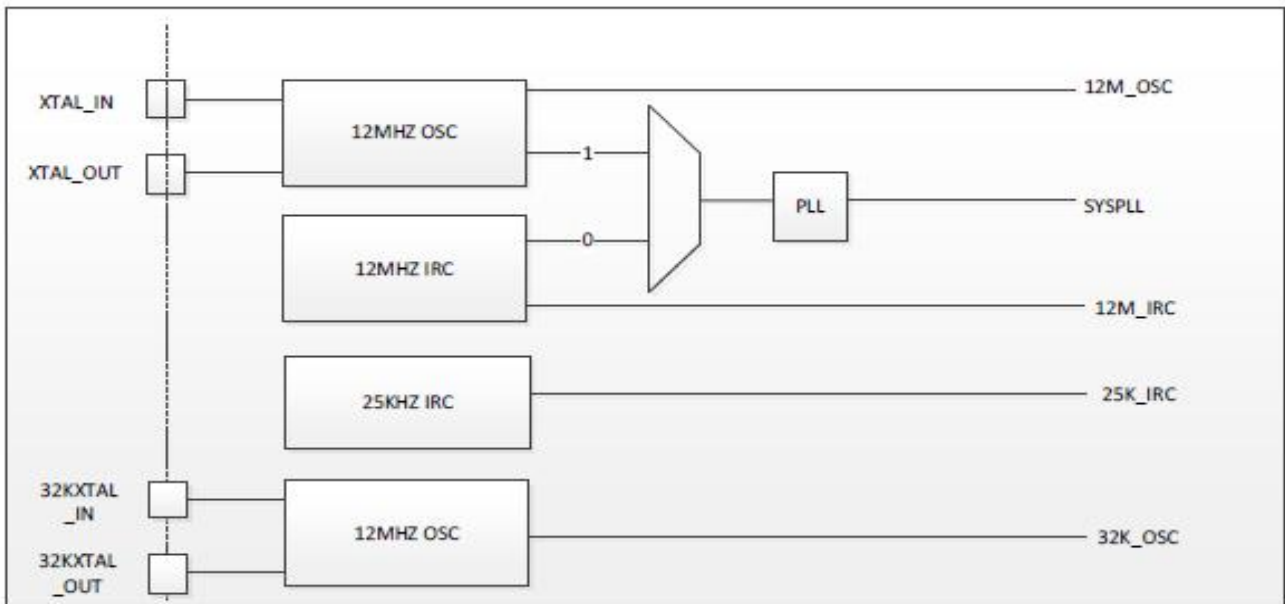 XTAL_IN
12MHZ OSC
12M_OSC
1
XTAL_OUT
PLL
SYSPLL
0
12MHZ IRC
12M_IRC
25KHZ IRC
25K_IRC
32KXTAL
_IN
12MHZ OSC
32K_OSC
32KXTAL
_OUT